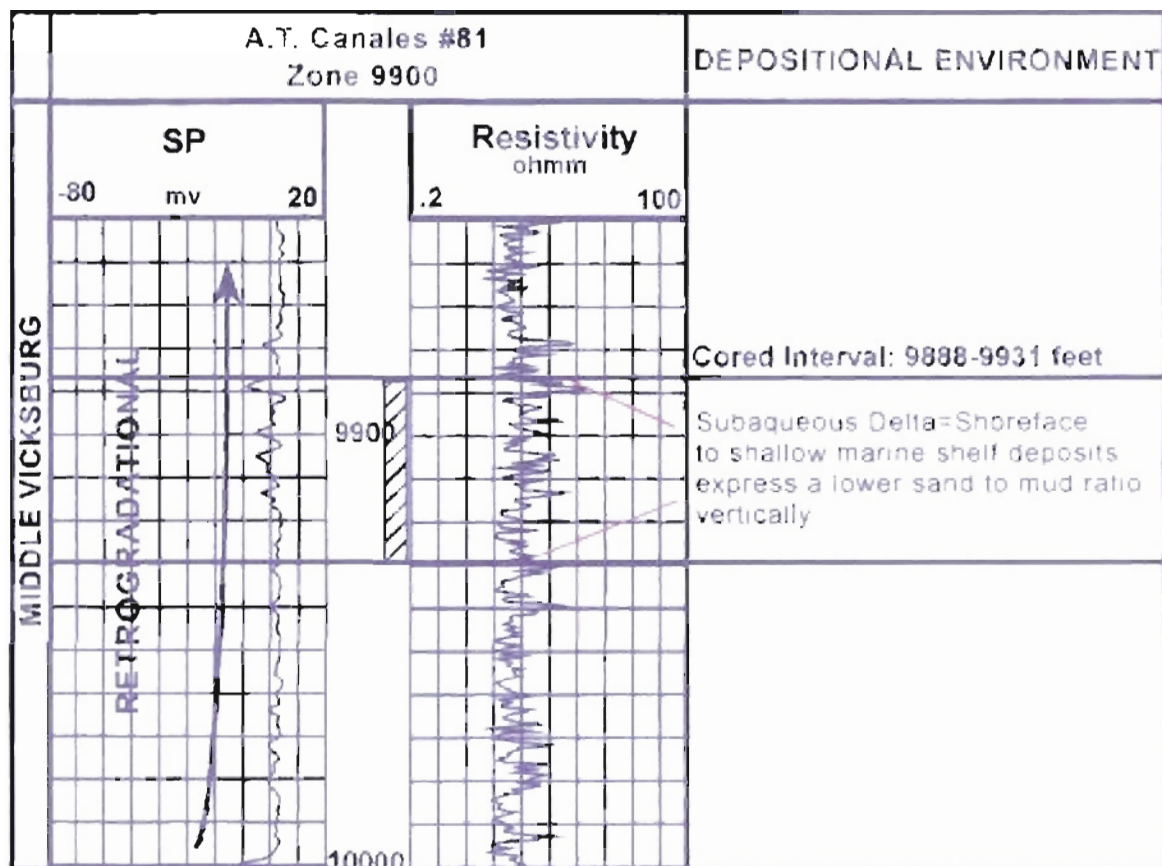 A.T. Canales #81
Zone 9900
DEPOSITIONAL ENVIRONMENT
SP
-80 mv 20
Resistivity
ohmm
.2 100
MIDDLE VICKSBURG
RETROGRADATIONAL
9900
10000
Cored Interval: 9888-9931 feet
Subaqueous Delta=Shoreface
to shallow marine shelf deposits
express a lower sand to mud ratio
vertically